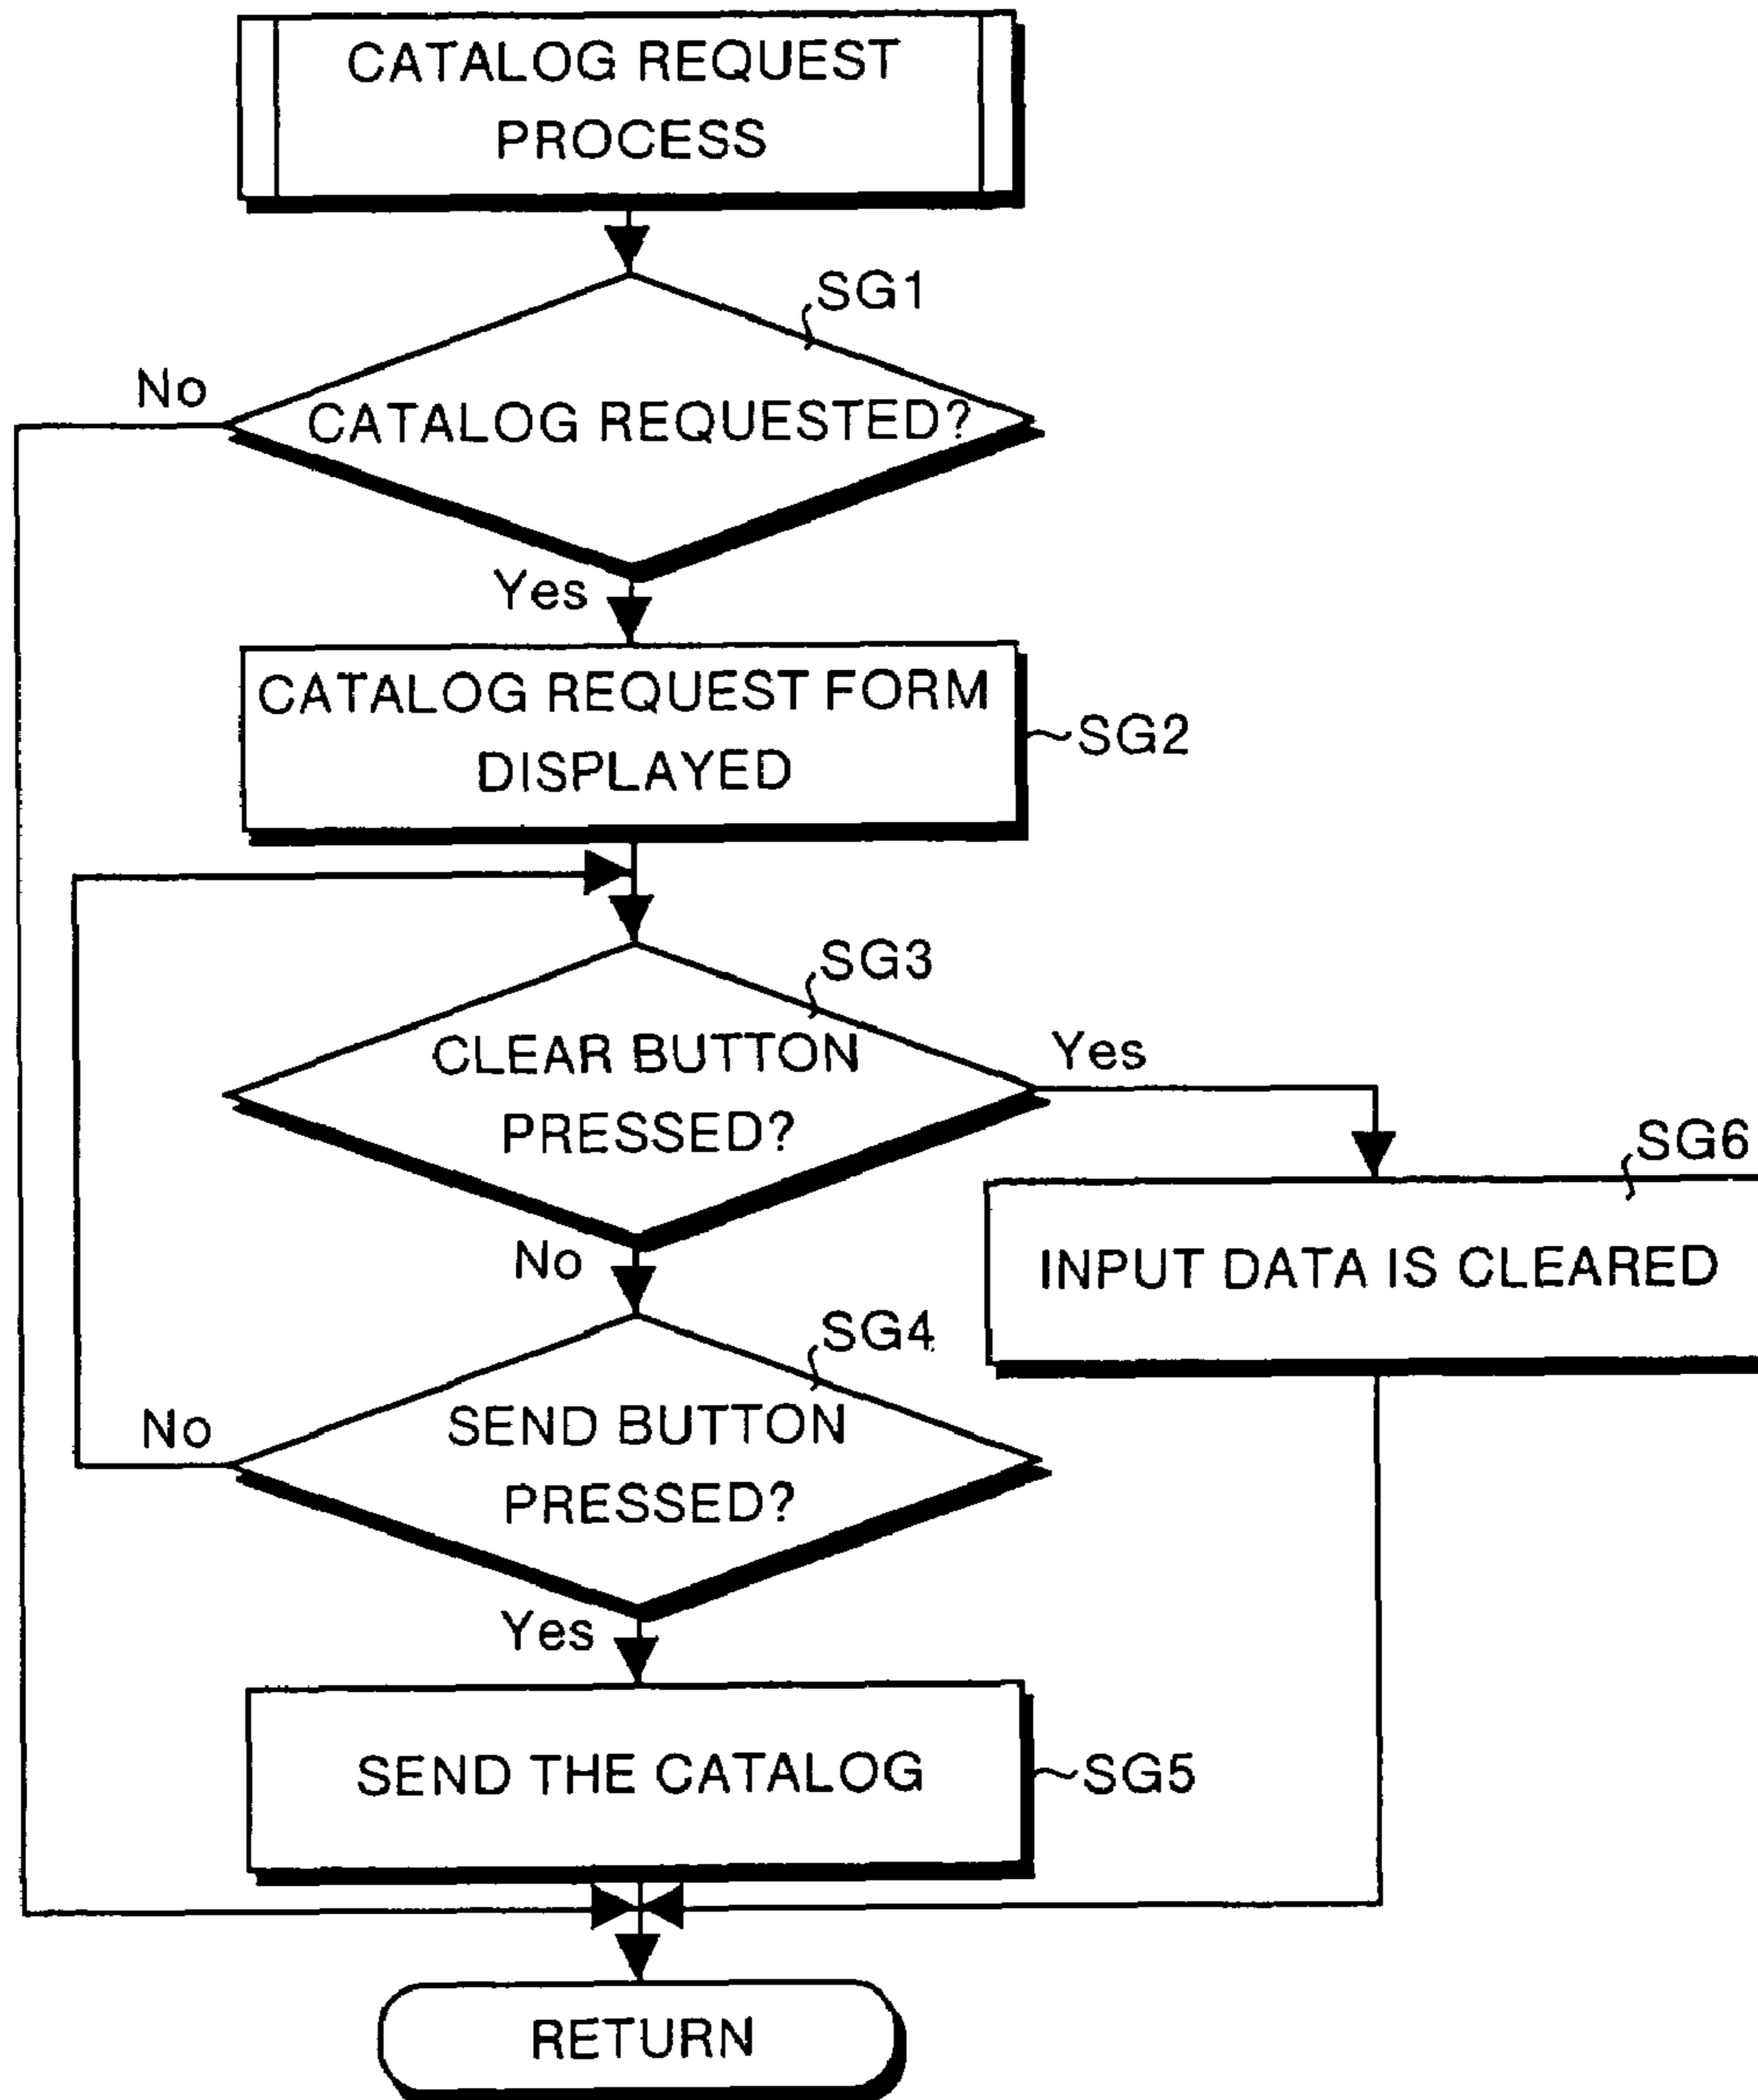 CATALOG REQUEST
PROCESS
SG1
No
CATALOG REQUESTED?
Yes
CATALOG REQUEST FORM
DISPLAYED
SG2
SG3
CLEAR BUTTON
PRESSED?
Yes
SG6
No
INPUT DATA IS CLEARED
SG4
No
SEND BUTTON
PRESSED?
Yes
SEND THE CATALOG
SG5
RETURN